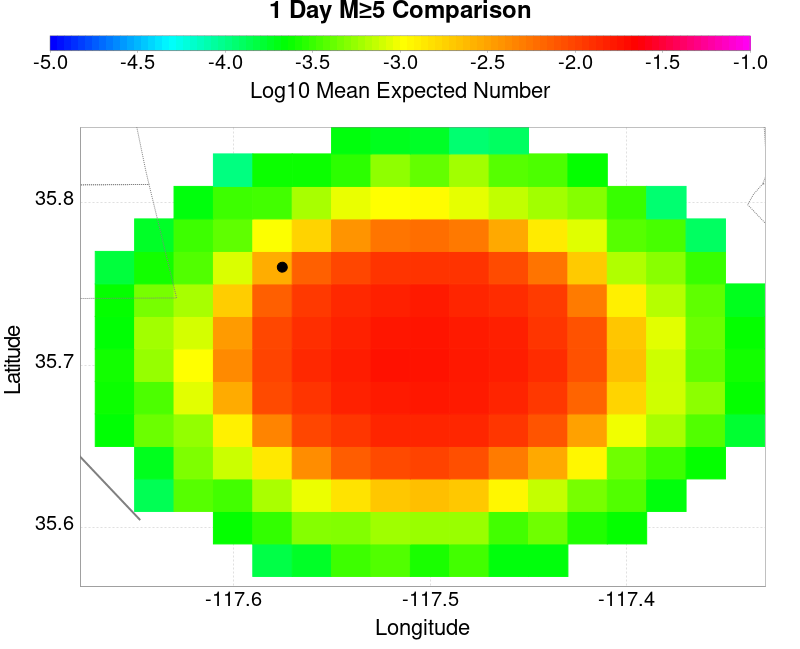 1 Day M≥5 Comparison
-5.0 -4.5 -4.0 -3.5 -3.0 -2.5 -2.0 -1.5 -1.0
Log10 Mean Expected Number
35.8
35.7
35.6
Latitude
-117.6 -117.5 -117.4
Longitude